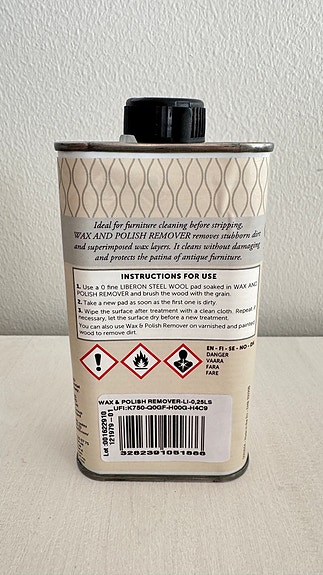 Ideal for furniture cleaning before stripping,
WAX AND POLISH REMOVER removes stubborn dirt
and superimposed wax layers. It cleans without damaging
and protects the patina of antique furniture.
INSTRUCTIONS FOR USE
1. Use a 0 fine LIBERON STEEL WOOL pad soaked in WAX AND
POLISH REMOVER and brush the wood with the grain.
2. Take a new pad as soon as the first one is dirty.
3. Wipe the surface after treatment with a clean cloth. Repeat if
necessary, let the surface dry before a new treatment.
You can also use Wax & Polish Remover on varnished and painted
wood to remove dirt.
EN - FI - SE - NO - DK
DANGER
VAARA
FARA
FARE
WAX & POLISH REMOVER-LI-0,25LS
UFI:K750-Q0GF-H00Q-H4C9
Lot :001622910
121979 - 01
3282391051866